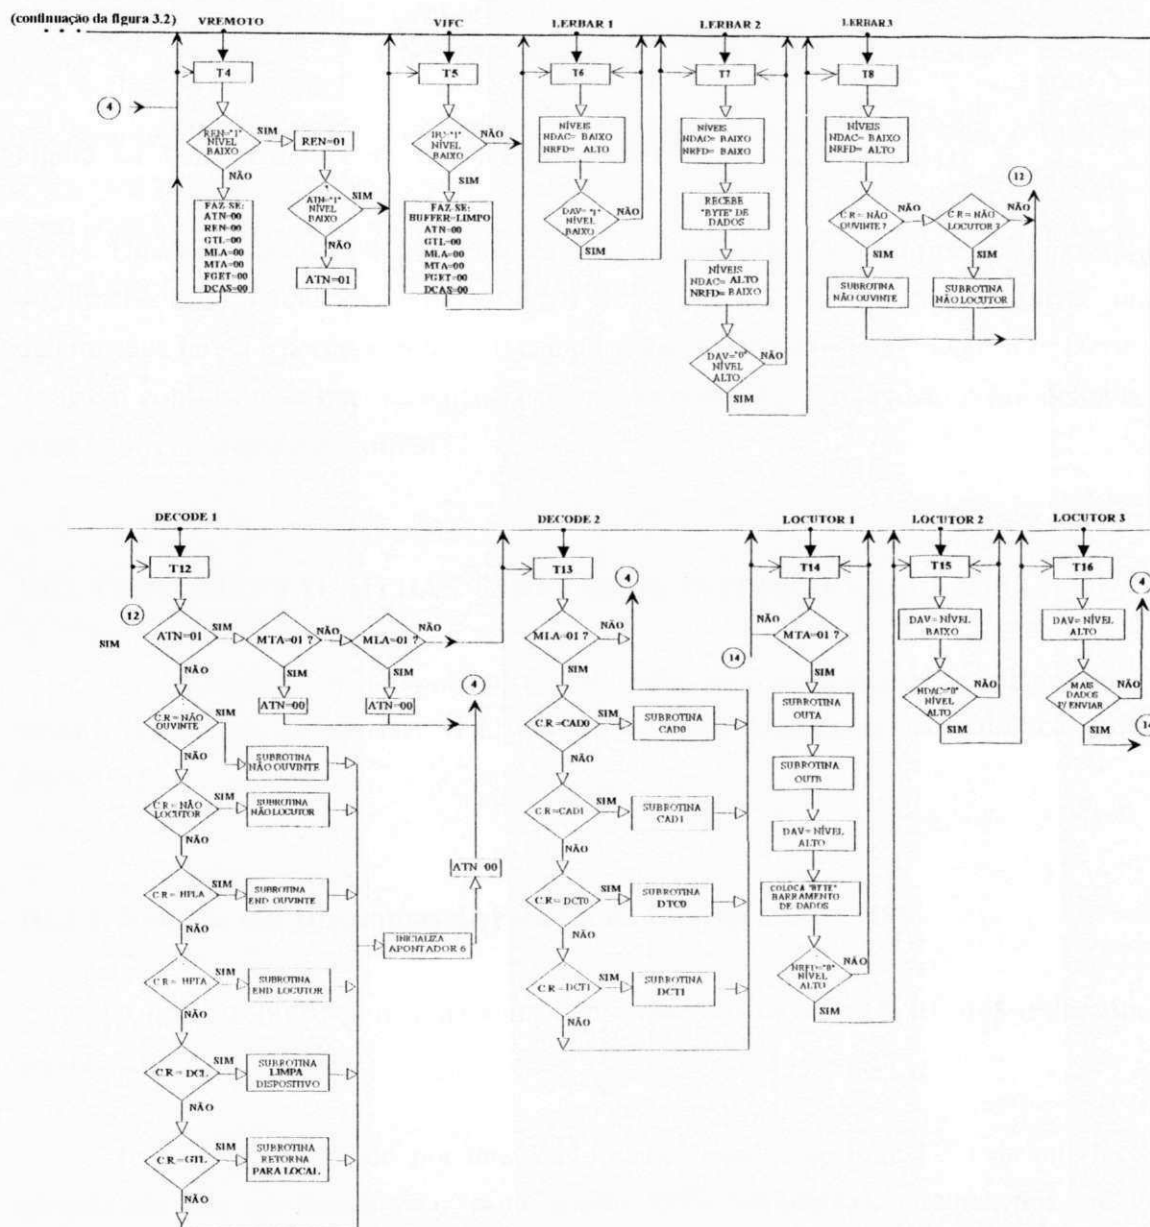 (continuação da figura 3.2)
VREMOTO
VIFC
LERBAR 1
LERBAR 2
LERBAR 3
T4
T5
T6
T7
T8
4
REN="1"
NÍVEL
BAIXO
SIM
NÃO
REN=01
ATN="1"
NÍVEL
BAIXO
SIM
NÃO
ATN=01
FAZ-SE:
ATN=00
REN=00
GTL=00
MLA=00
MTA=00
FGET=00
DCAS=00
NÍVEL
BAIXO
NÃO
SIM
FAZ-SE:
BUFFER=LIMPO
ATN=00
GTL=00
MLA=00
MTA=00
FGET=00
DCAS=00
NÍVEIS
NDAC= BAIXO
NRFD= ALTO
DAV= "1"
NÍVEL
BAIXO
NÃO
SIM
NÍVEIS
NDAC= BAIXO
NRFD= BAIXO
RECEBE
"BYTE" DE
DADOS
NÍVEIS
NDAC= ALTO
NRFD= BAIXO
DAV="0"
NÍVEL
ALTO
NÃO
SIM
NÍVEIS
NDAC= BAIXO
NRFD= ALTO
12
C R = NÃO
OUVINTE ?
NÃO
C R = NÃO
LOCUTOR ?
NÃO
SIM
SIM
SUBROTINA
NÃO OUVINTE
SUBROTINA
NÃO LOCUTOR
DECODE 1
DECODE 2
LOCUTOR 1
LOCUTOR 2
LOCUTOR 3
T12
T13
T14
T15
T16
12
SIM
ATN=01
SIM
MTA=01 ?
NÃO
MLA=01 ?
NÃO
NÃO
SIM
SIM
ATN=00
ATN=00
4
C R = NÃO
OUVINTE
SIM
NÃO
SUBROTINA
NÃO OUVINTE
C R = NÃO
LOCUTOR
SIM
SUBROTINA
NÃO LOCUTOR
NÃO
C R = HPLA
SIM
SUBROTINA
END OUVINTE
NÃO
ATN=00
INICIALIZA
APONTADOR 6
C R = HPTA
SIM
SUBROTINA
END LOCUTOR
NÃO
C R = DCL
SIM
SUBROTINA
LIMPA
DISPOSITIVO
NÃO
C R = GTL
SIM
SUBROTINA
RETORNA
PARA LOCAL
NÃO
4
MLA=01 ?
NÃO
SIM
C R =CAD0
SIM
SUBROTINA
CAD0
NÃO
C R =CAD1
SIM
SUBROTINA
CAD1
NÃO
C R = DCT0
SIM
SUBROTINA
DTC0
NÃO
C R = DCT1
SIM
SUBROTINA
DCT1
NÃO
NÃO
MTA=01 ?
14
SIM
SUBROTINA
OUTA
SUBROTINA
OUTB
DAV= NÍVEL
ALTO
COLOCA "BYTE"
BARRAMENTO
DE DADOS
NRFD="0"
NÍVEL
ALTO
NÃO
SIM
DAV= NÍVEL
BAIXO
NDAC="0"
NÍVEL
ALTO
NÃO
SIM
4
DAV= NÍVEL
ALTO
MAIS
DADOS
P/ ENVIAR
NÃO
SIM
14